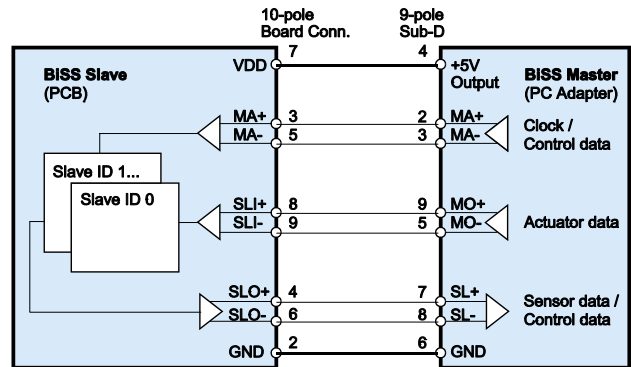 10-pole
Board Conn.
9-pole
Sub-D
BISS Slave
(PCB)
VDD 7 4 +5V
Output
BISS Master
(PC Adapter)
MA+ 3 2 MA+
MA- 5 3 MA-
Clock /
Control data
Slave ID 1...
Slave ID 0
SLI+ 8 9 MO+
SLI- 9 5 MO-
Actuator data
SLO+ 4 7 SL+
SLO- 6 8 SL-
Sensor data /
Control data
GND 2 6 GND